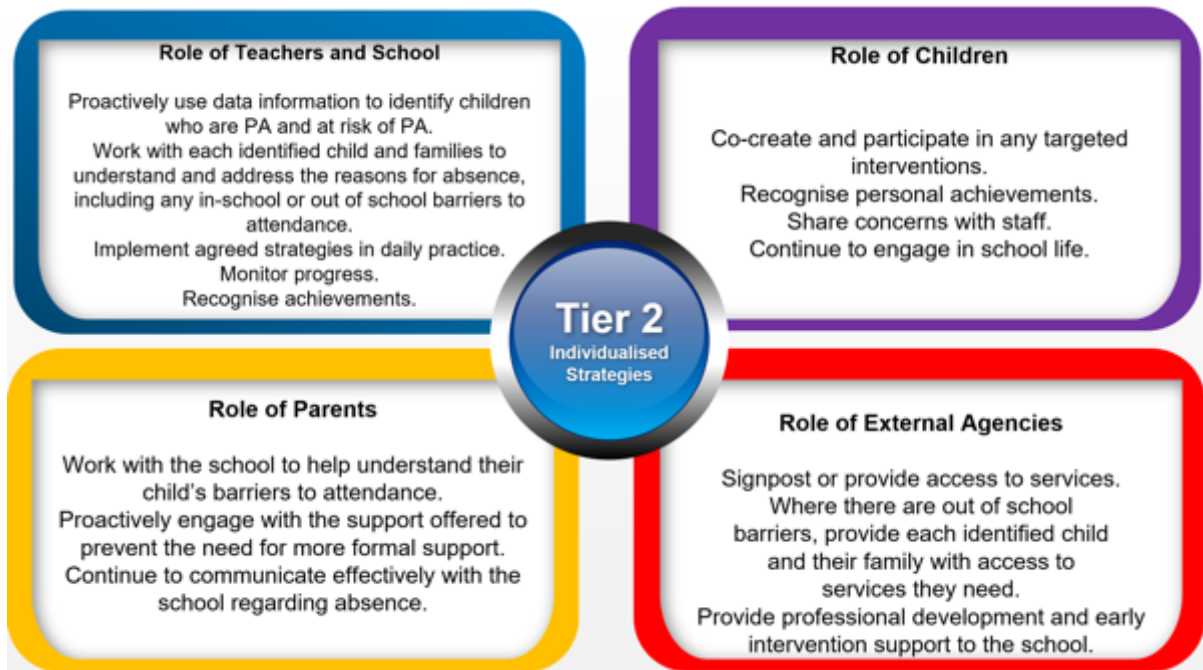 Role of Teachers and School
Proactively use data information to identify children
who are PA and at risk of PA.
Work with each identified child and families to
understand and address the reasons for absence,
including any in-school or out of school barriers to
attendance.
Implement agreed strategies in daily practice.
Monitor progress.
Recognise achievements.
Role of Children
Co-create and participate in any targeted
interventions.
Recognise personal achievements.
Share concerns with staff.
Continue to engage in school life.
Tier 2
Individualised
Strategies
Role of Parents
Work with the school to help understand their
child’s barriers to attendance.
Proactively engage with the support offered to
prevent the need for more formal support.
Continue to communicate effectively with the
school regarding absence.
Role of External Agencies
Signpost or provide access to services.
Where there are out of school
barriers, provide each identified child
and their family with access to
services they need.
Provide professional development and early
intervention support to the school.